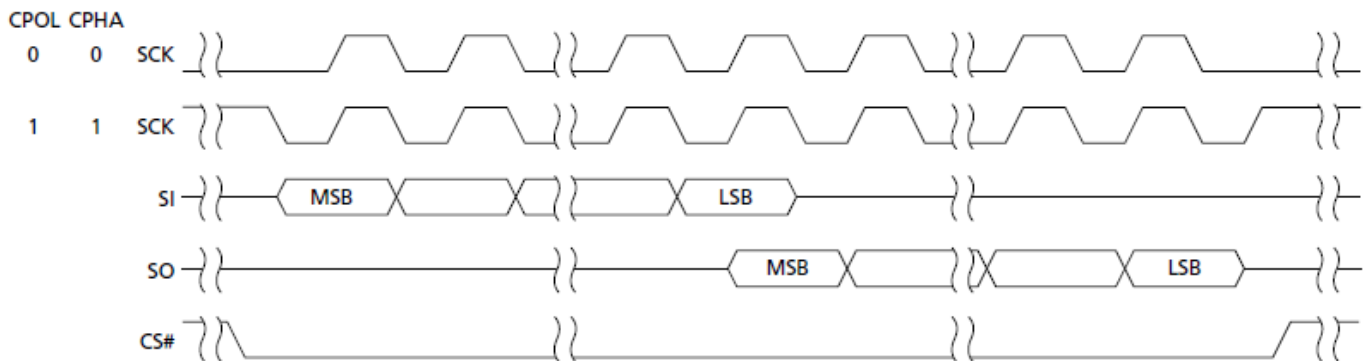 CPOL CPHA
0 0 SCK
1 1 SCK
SI MSB LSB
SO MSB LSB
CS#